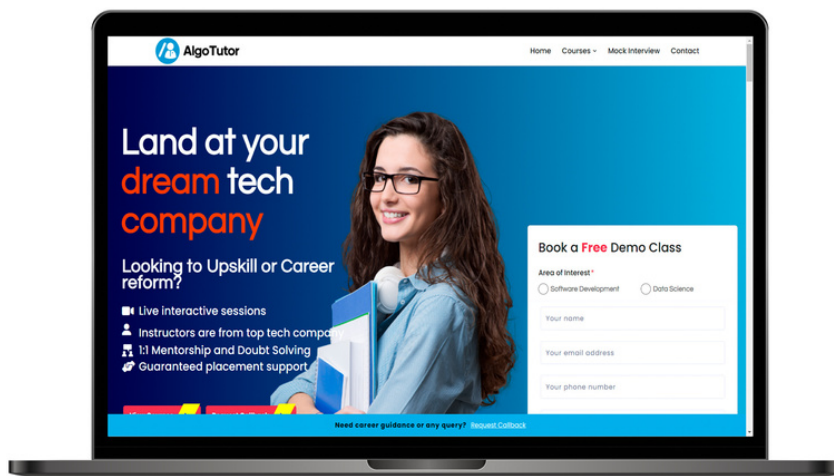 AlgoTutor
Home Courses Mock Interview Contact
Land at your
dream tech
company
Looking to Upskill or Career
reform?
Live interactive sessions
Instructors are from top tech company
1:1 Mentorship and Doubt Solving
Guaranteed placement support
Book a Free Demo Class
Area of Interest*
Software Development Data Science
Your name
Your email address
Your phone number
Need career guidance or any query? Request Callback